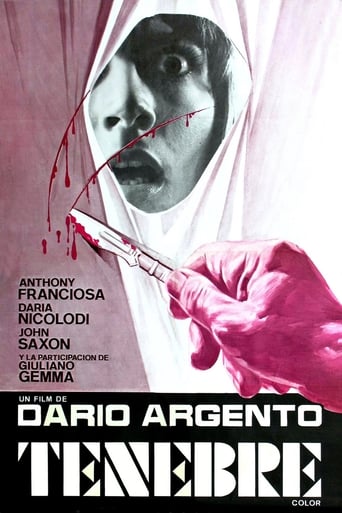 ANTHONY
FRANCIOSA
DARIA
NICOLODI
JOHN
SAXON
Y LA PARTICIPACION DE
GIULIANO
GEMMA
UN FILM DE
DARIO ARGENTO
TENEBRE
COLOR